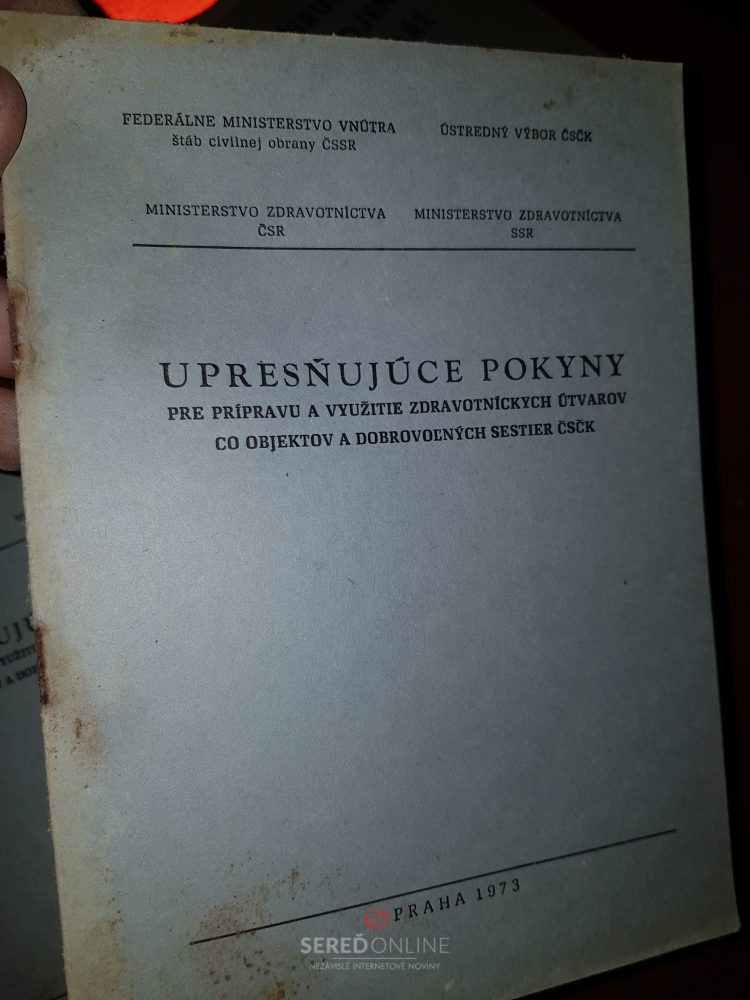 FEDERÁLNE MINISTERSTVO VNÚTRA
štáb civilnej obrany ČSSR
ÚSTREDNÝ VÝBOR ČSČK
MINISTERSTVO ZDRAVOTNÍCTVA
ČSR
MINISTERSTVO ZDRAVOTNÍCTVA
SSR
UPRESŇUJÚCE POKYNY
PRE PRÍPRAVU A VYUŽITIE ZDRAVOTNÍCKYCH ÚTVAROV
CO OBJEKTOV A DOBROVOĽNÝCH SESTIER ČSČK
PRAHA 1973
SEREĎONLINE
NEZÁVISLÉ INTERNETOVÉ NOVINY